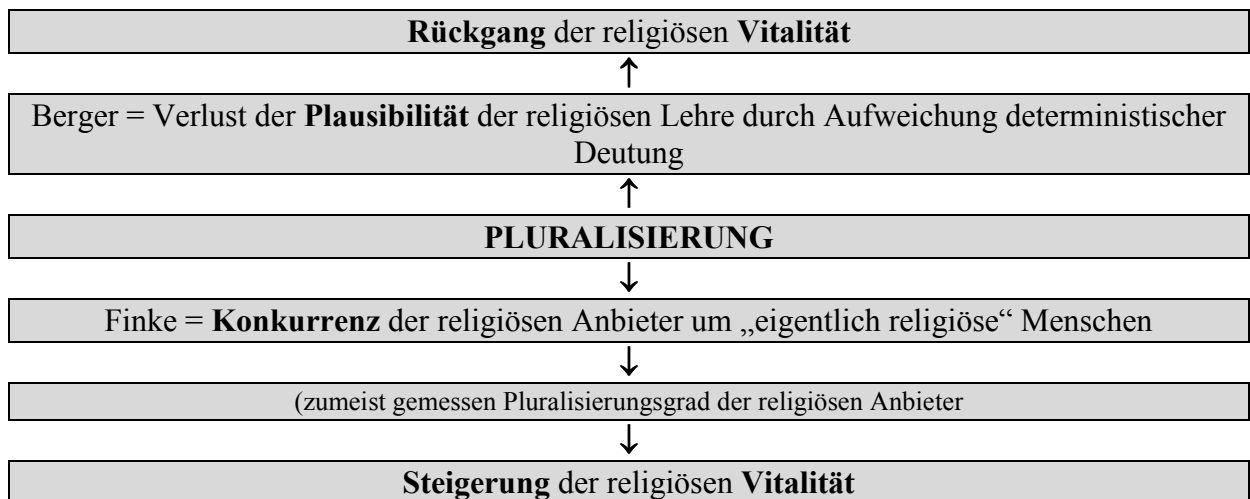 Rückgang der religiösen Vitalität
↑
Berger = Verlust der Plausibilität der religiösen Lehre durch Aufweichung deterministischer
Deutung
↑
PLURALISIERUNG
↓
Finke = Konkurrenz der religiösen Anbieter um „eigentlich religiöse“ Menschen
↓
(zumeist gemessen Pluralisierungsgrad der religiösen Anbieter
↓
Steigerung der religiösen Vitalität